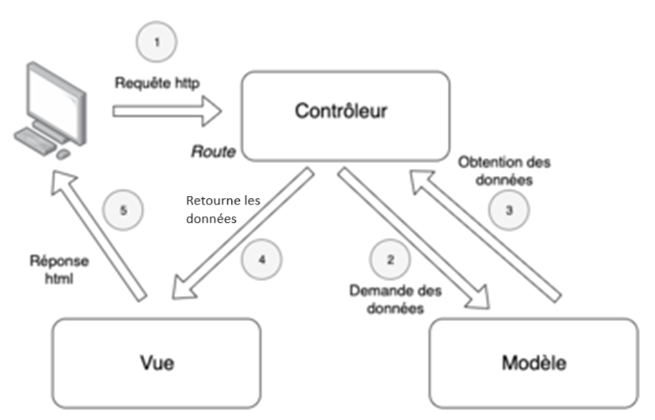 1
Requête http
Contrôleur
Route
Obtention des
données
Retourne les
données
5
3
4
2
Réponse
html
Demande des
données
Vue
Modèle